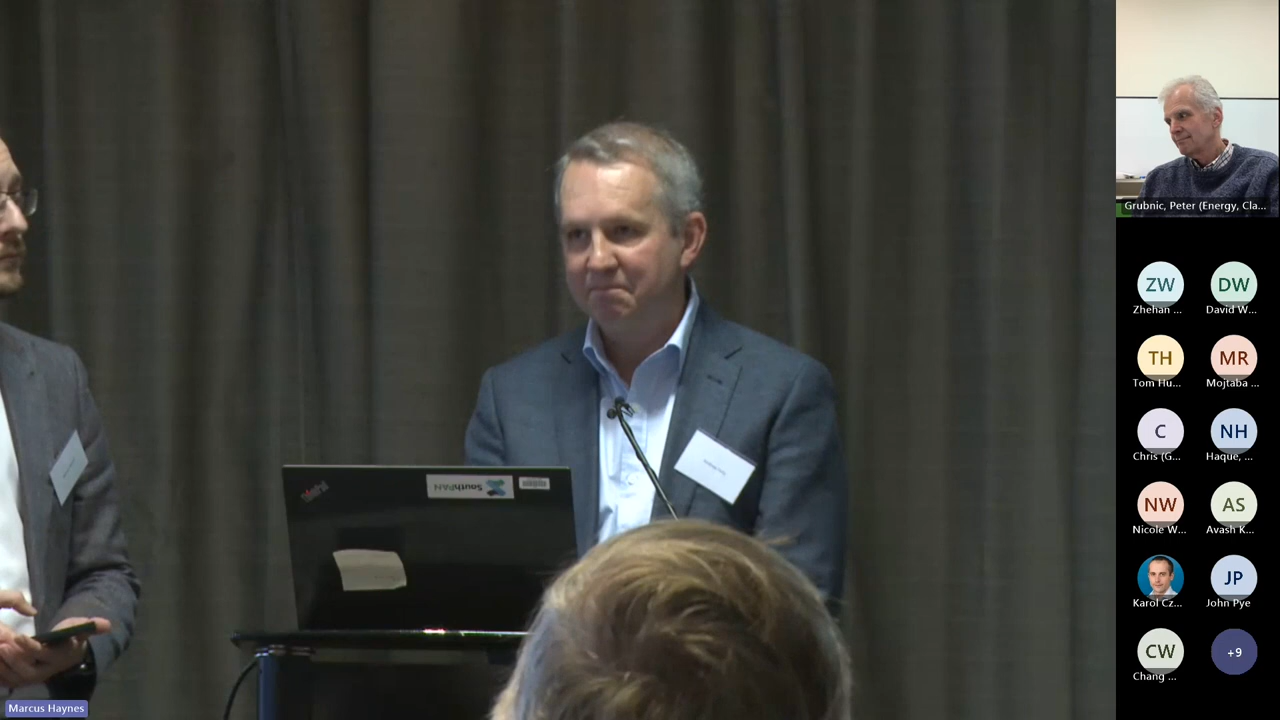 SouthPAN
Marcus Haynes
Grubnic, Peter (Energy, Cla...
ZW
Zhehan ...
DW
David W...
TH
Tom Hu...
MR
Mojtaba ...
C
Chris (G...
NH
Haque, ...
NW
Nicole W...
AS
Avash K...
Karol Cz...
JP
John Pye
CW
Chang ...
+9